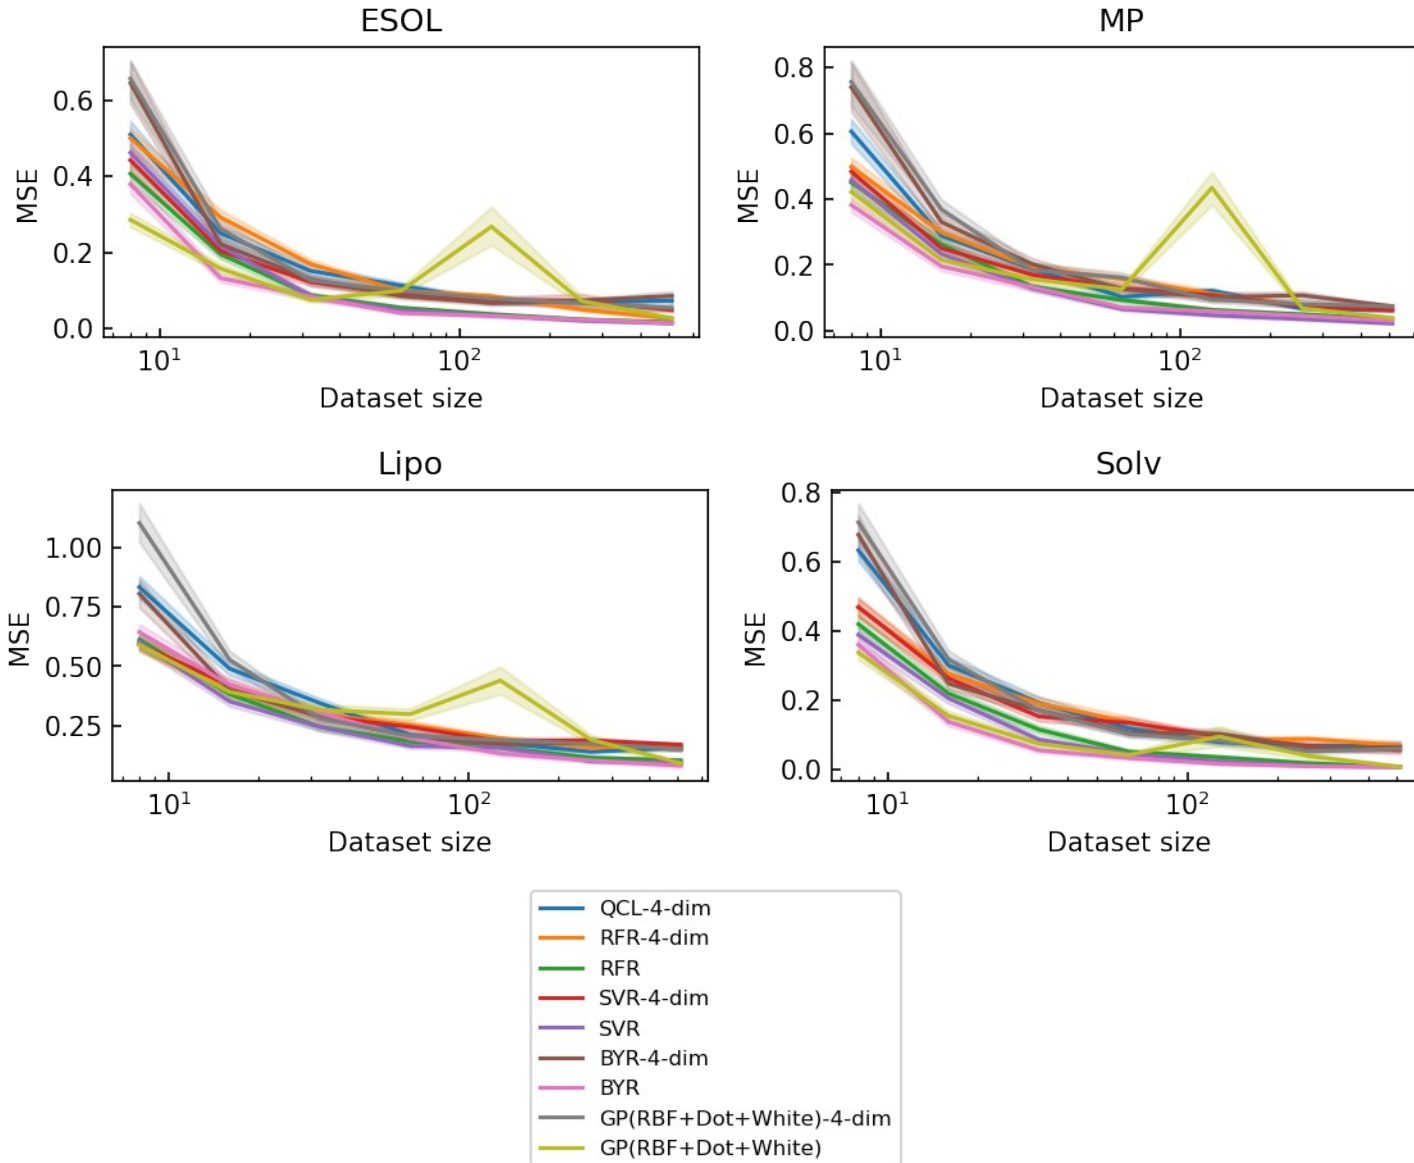 ESOL
MSE
0.6
0.4
0.2
0.0
10¹
10²
Dataset size
MP
MSE
0.8
0.6
0.4
0.2
0.0
10¹
10²
Dataset size
Lipo
MSE
1.00
0.75
0.50
0.25
10¹
10²
Dataset size
Solv
MSE
0.8
0.6
0.4
0.2
0.0
10¹
10²
Dataset size
QCL-4-dim
RFR-4-dim
RFR
SVR-4-dim
SVR
BYR-4-dim
BYR
GP(RBF+Dot+White)-4-dim
GP(RBF+Dot+White)